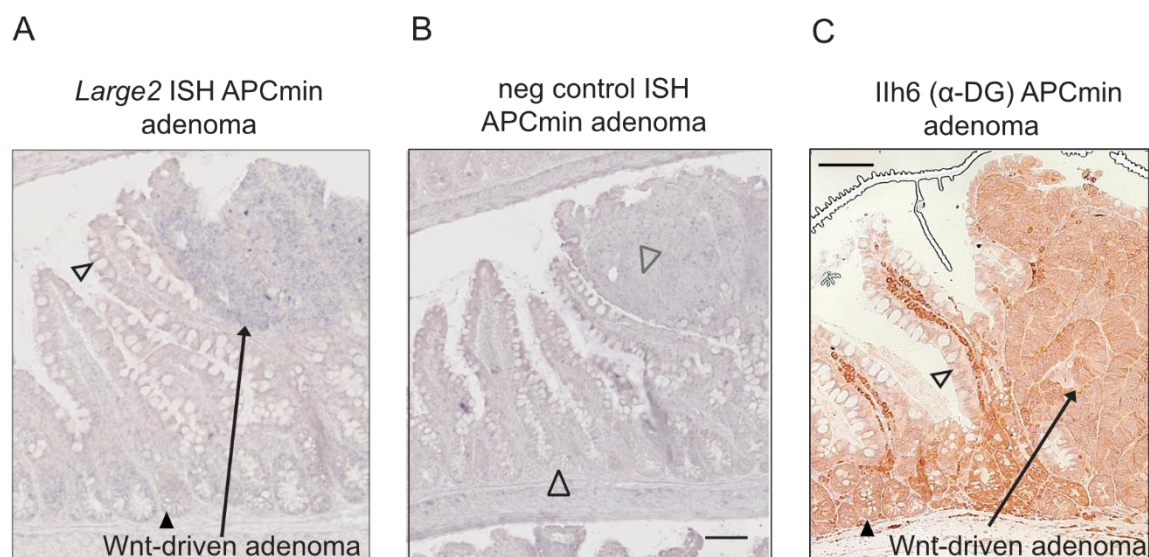 A
B
C
Large2 ISH APCmin
adenoma
neg control ISH
APCmin adenoma
IIh6 (α-DG) APCmin
adenoma
Wnt-driven adenoma
Wnt-driven adenoma